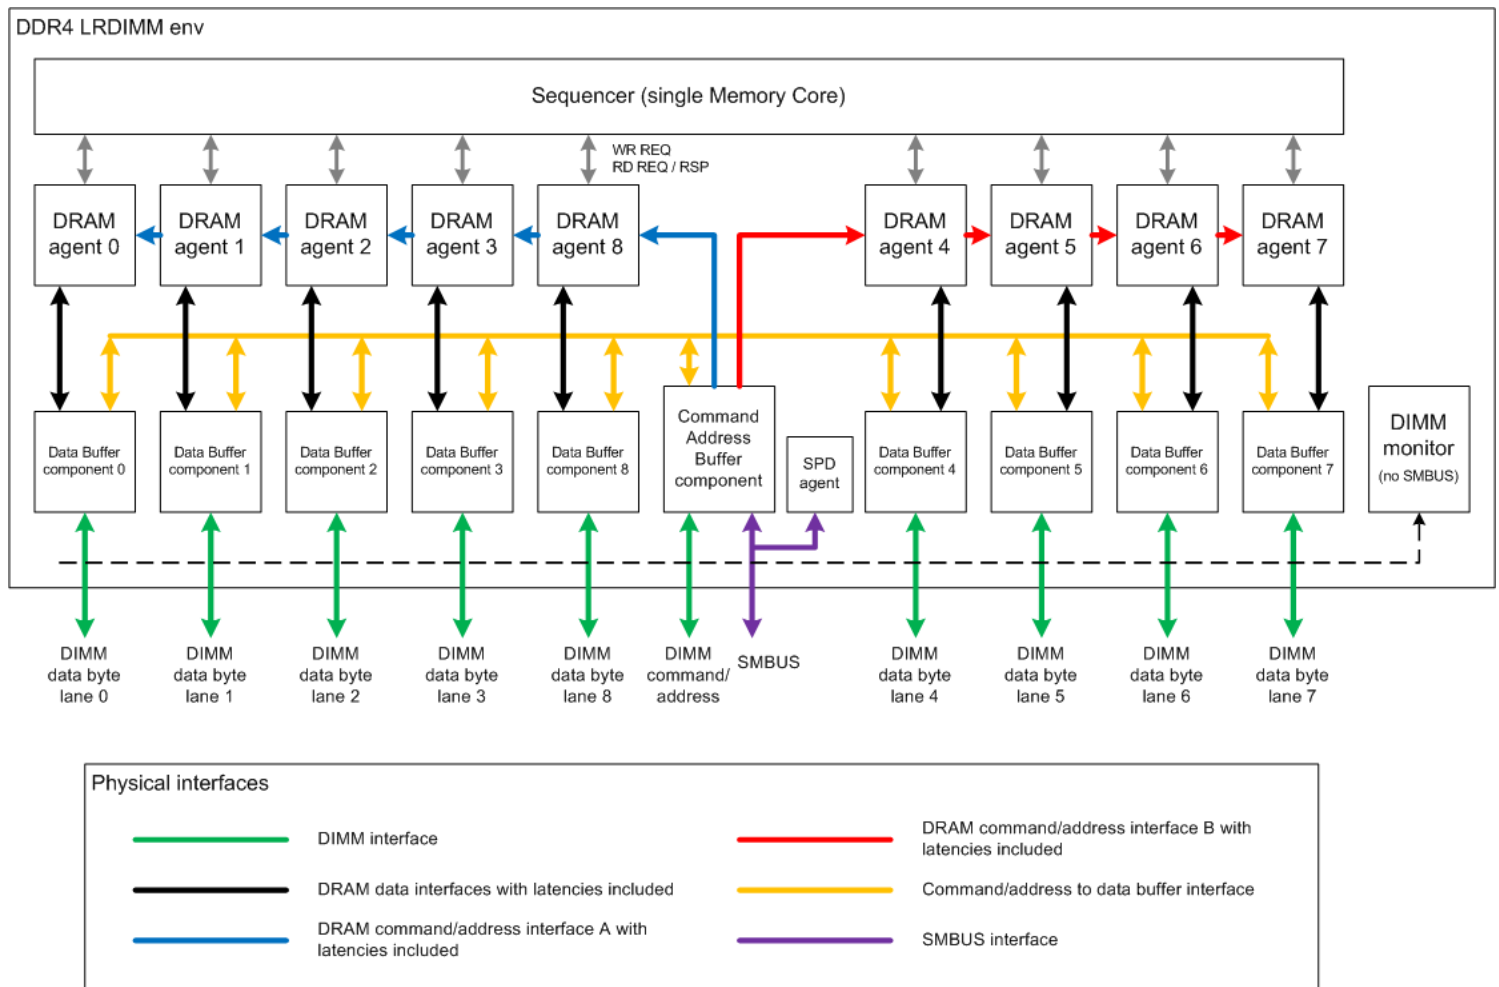 DDR4 LRDIMM env
Sequencer (single Memory Core)
WR REQ
RD REQ / RSP
DRAM
agent 0
DRAM
agent 1
DRAM
agent 2
DRAM
agent 3
DRAM
agent 8
DRAM
agent 4
DRAM
agent 5
DRAM
agent 6
DRAM
agent 7
Data Buffer
component 0
Data Buffer
component 1
Data Buffer
component 2
Data Buffer
component 3
Data Buffer
component 8
Command
Address
Buffer
component
SPD
agent
Data Buffer
component 4
Data Buffer
component 5
Data Buffer
component 6
Data Buffer
component 7
DIMM
monitor
(no SMBUS)
DIMM
data byte
lane 0
DIMM
data byte
lane 1
DIMM
data byte
lane 2
DIMM
data byte
lane 3
DIMM
data byte
lane 8
DIMM
command/
address
SMBUS
DIMM
data byte
lane 4
DIMM
data byte
lane 5
DIMM
data byte
lane 6
DIMM
data byte
lane 7
Physical interfaces
DIMM interface
DRAM data interfaces with latencies included
DRAM command/address interface A with
latencies included
DRAM command/address interface B with
latencies included
Command/address to data buffer interface
SMBUS interface